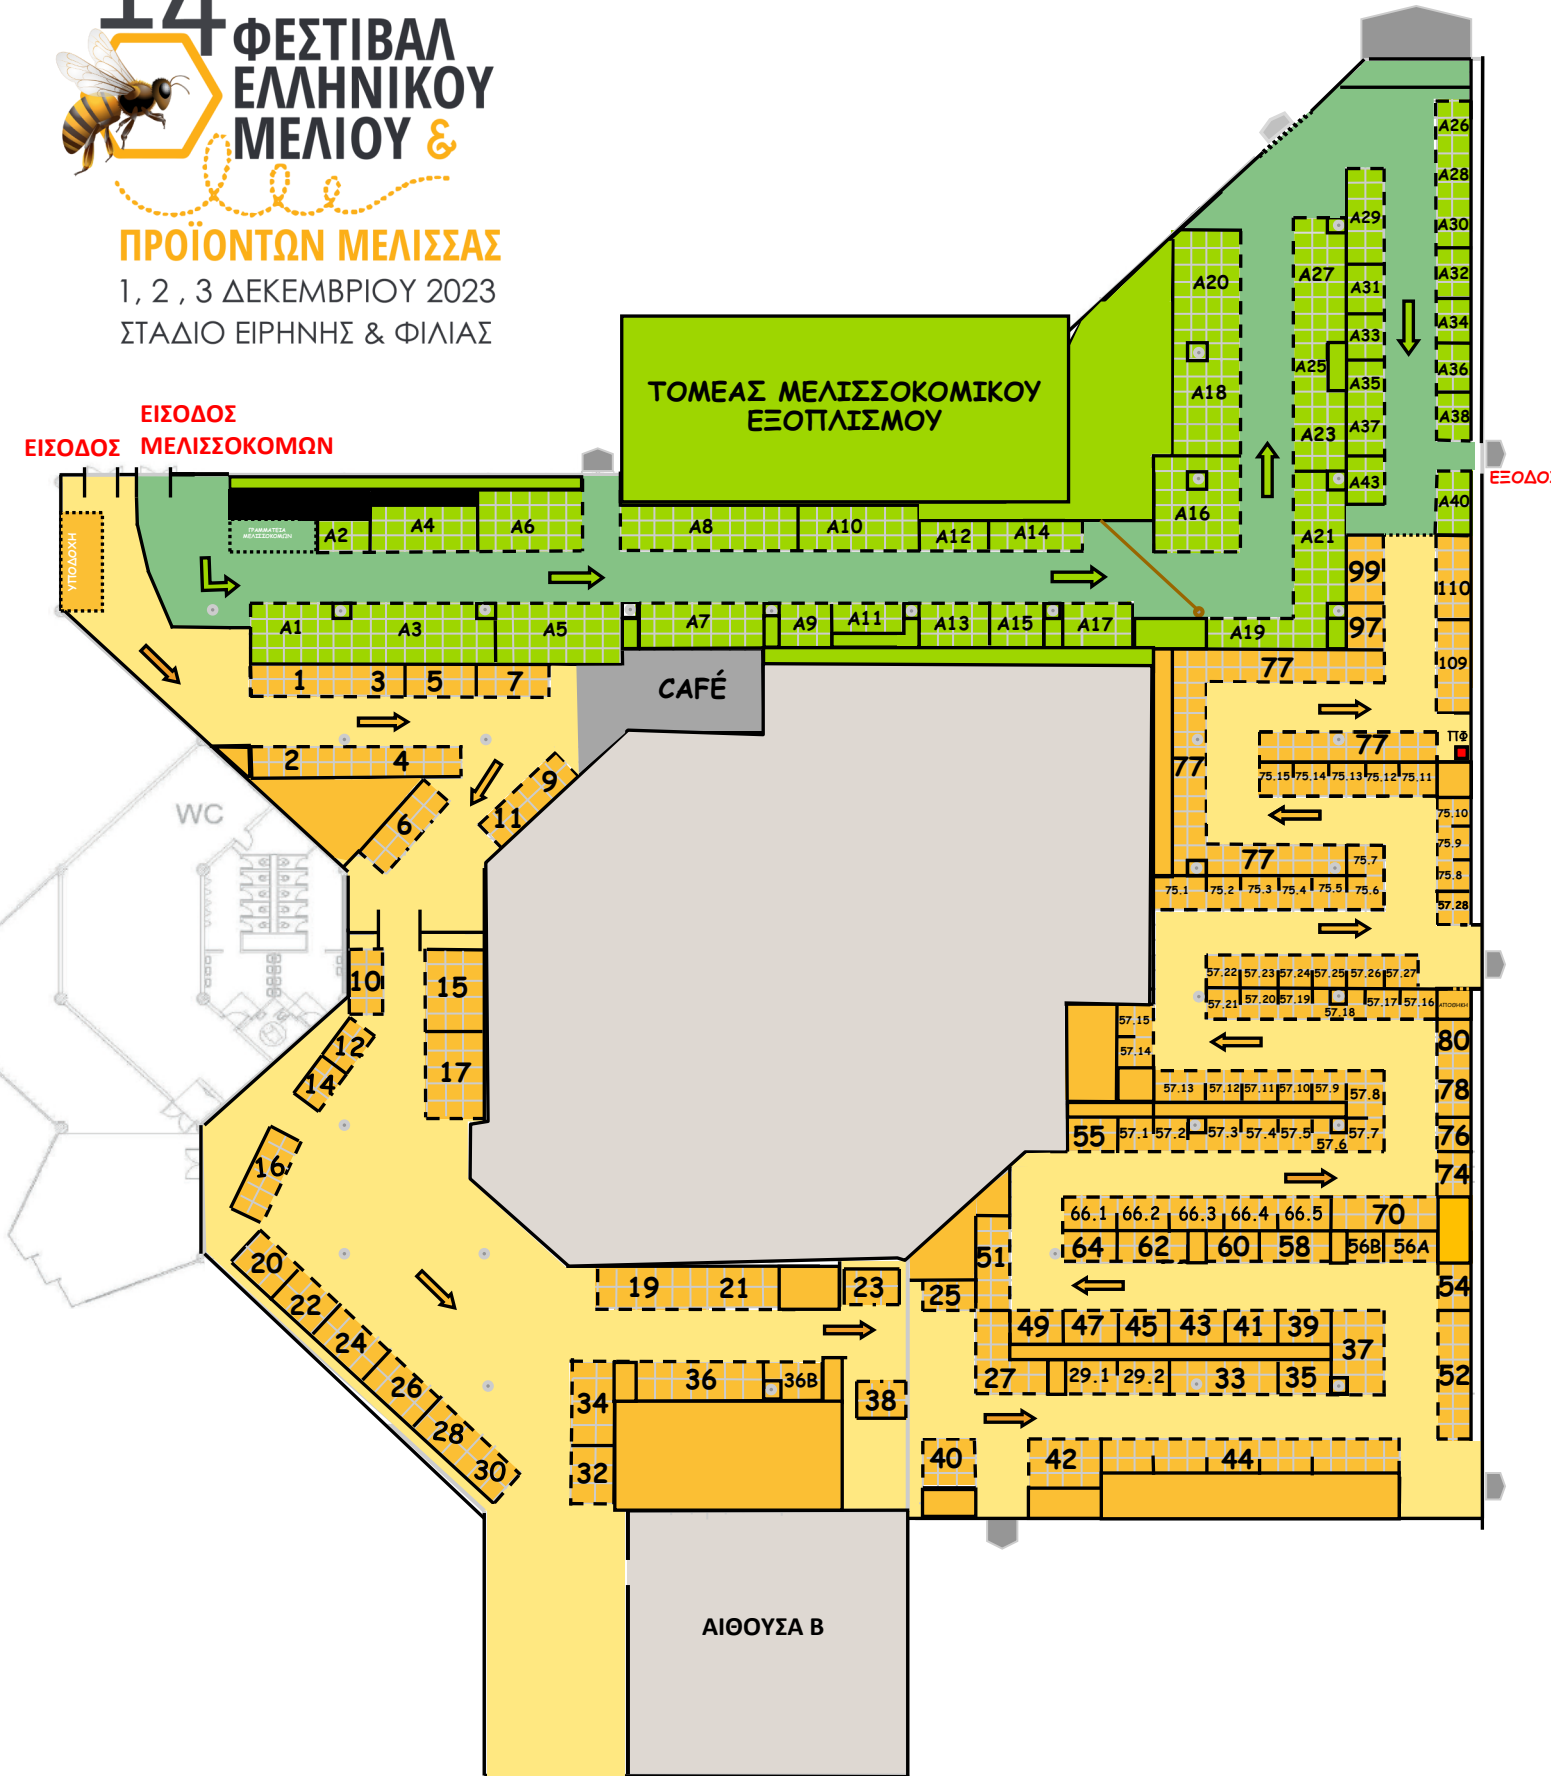 14
ΦΕΣΤΙΒΑΛ
ΕΛΛΗΝΙΚΟΥ
ΜΕΛΙΟΥ &
ΠΡΟΪΟΝΤΩΝ ΜΕΛΙΣΣΑΣ
1, 2 , 3 ΔΕΚΕΜΒΡΙΟΥ 2023
ΣΤΑΔΙΟ ΕΙΡΗΝΗΣ & ΦΙΛΙΑΣ
ΕΙΣΟΔΟΣ
ΕΙΣΟΔΟΣ
ΜΕΛΙΣΣΟΚΟΜΩΝ
ΤΟΜΕΑΣ ΜΕΛΙΣΣΟΚΟΜΙΚΟΥ
ΕΞΟΠΛΙΣΜΟΥ
ΥΠΟΔΟΧΗ
ΓΡΑΜΜΑΤΕΙΑ
ΜΕΛΙΣΣΟΚΟΜΩΝ
A2 A4 A6 A8 A10 A12 A14 A16 A18 A20
A1 A3 A5 A7 A9 A11 A13 A15 A17 A19
A21 A23 A25 A27
A29 A31 A33 A35 A37 A43
A26 A28 A30 A32 A34 A36 A38 A40
ΕΞΟΔΟΣ
99 97
110 109
ΠΦ
1 3 5 7
CAFÉ
2 4
6
9 11
WC
10 12 14 16
15 17
20 22 24 26 28 30
19 21 23 25
34 32 36 36B 38
40 42 44
77
77
75.15 75.14 75.13 75.12 75.11
77
75.10
75.9
75.8
57.28
77 75.7
75.1 75.2 75.3 75.4 75.5 75.6
57.22 57.23 57.24 57.25 57.26 57.27
57.21 57.20 57.19 57.18 57.17 57.16
ΑΠΟΘΗΚΗ
57.15
57.14
57.13 57.12 57.11 57.10 57.9 57.8
55 57.1 57.2 57.3 57.4 57.5 57.6 57.7
80
78
76
74
66.1 66.2 66.3 66.4 66.5 70
64 62 60 58 56B 56A
51
54
52
49 47 45 43 41 39 37
27 29.1 29.2 33 35
ΑΙΘΟΥΣΑ Β